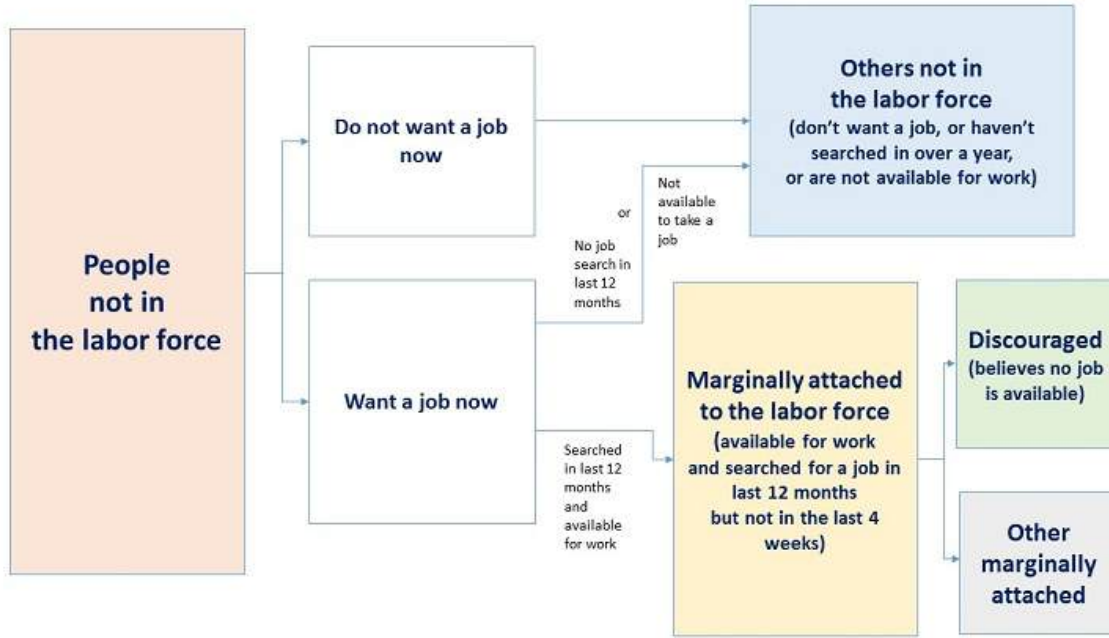 People
not in
the labor force
Do not want a job
now
Want a job now
or
No job
search in
last 12
months
Not
available
to take a
job
Searched
in last 12
months
and
available
for work
Others not in
the labor force
(don't want a job, or haven't
searched in over a year,
or are not available for work)
Marginally attached
to the labor force
(available for work
and searched for a job in
last 12 months
but not in the last 4
weeks)
Discouraged
(believes no job
is available)
Other
marginally
attached